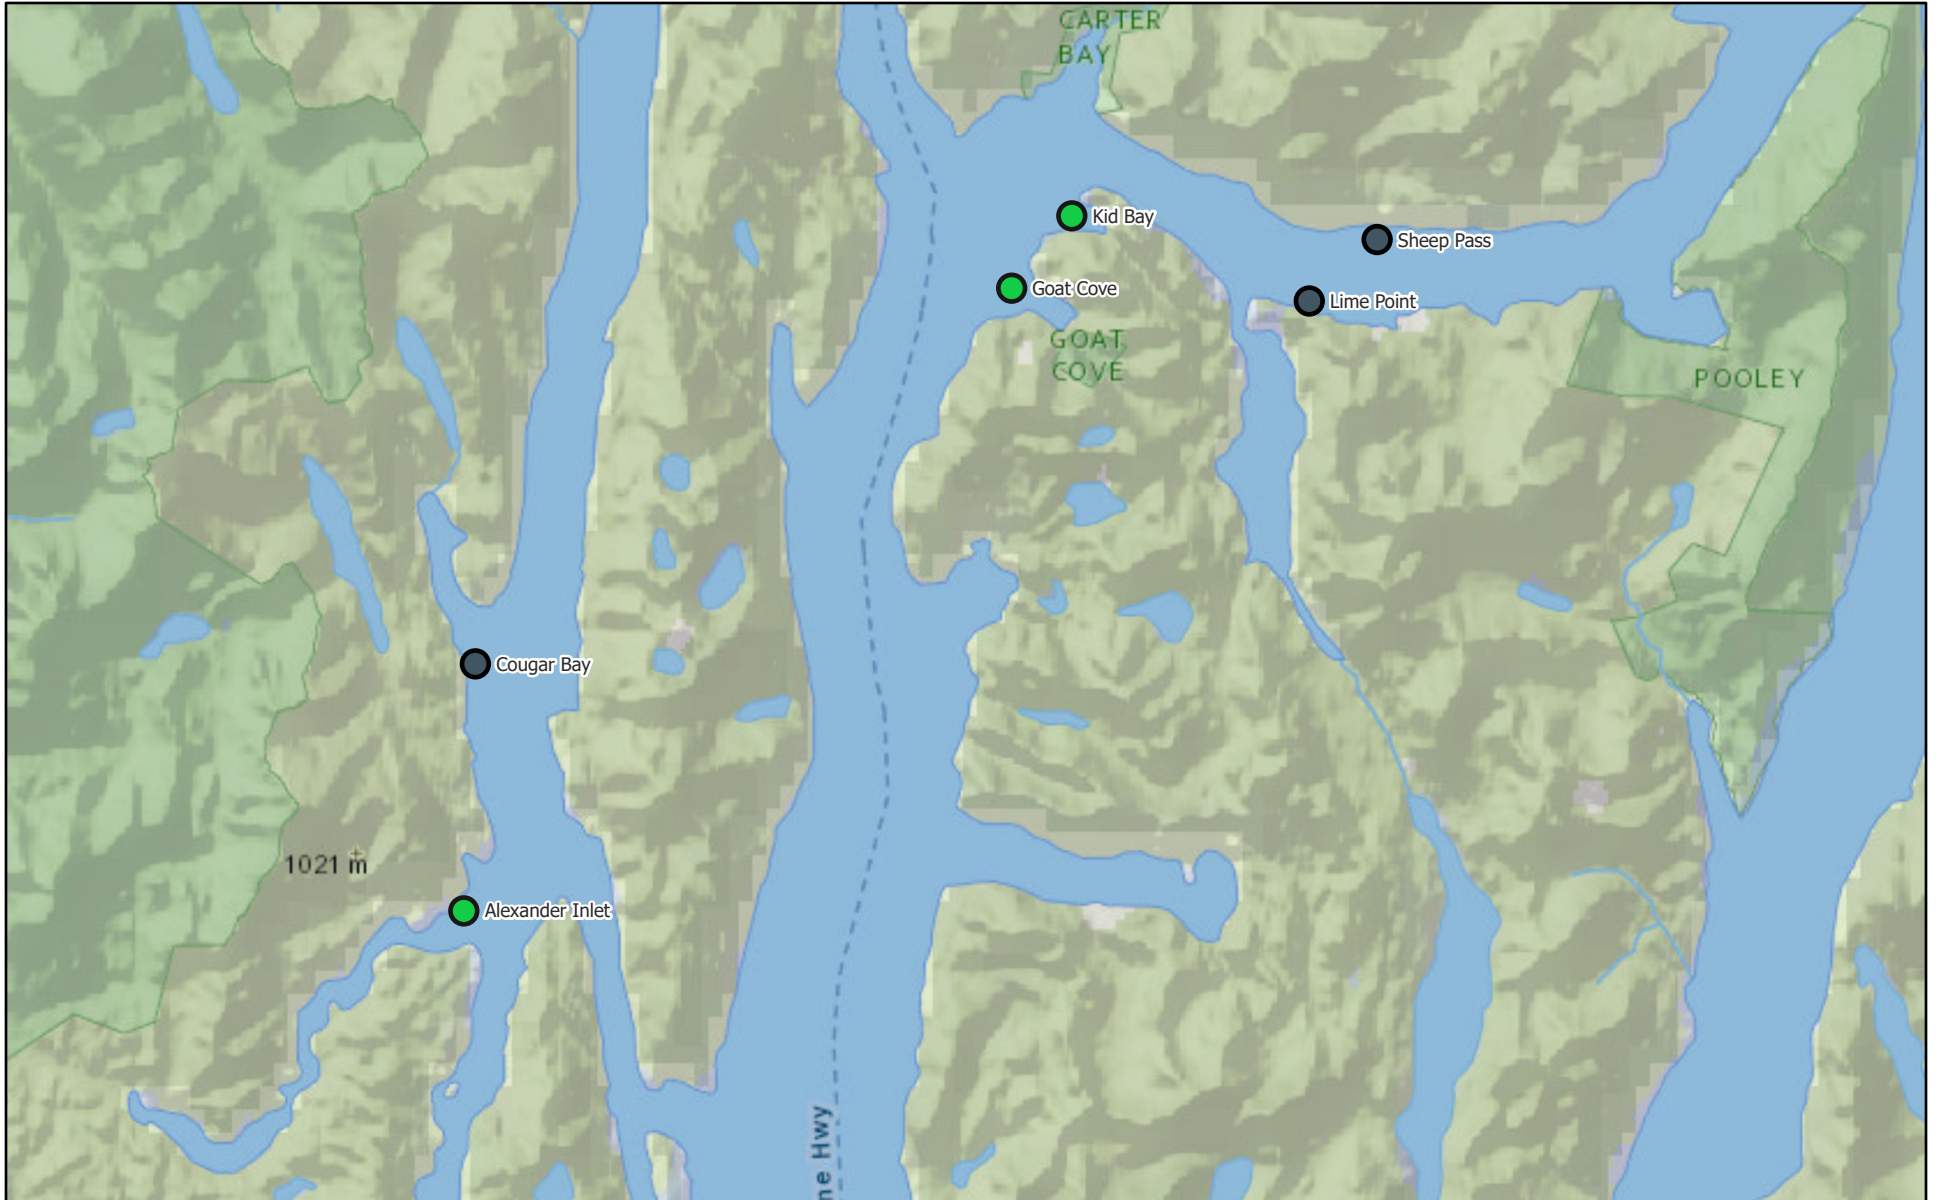 CARTER
BAY
Kid Bay
Sheep Pass
Goat Cove
Lime Point
GOAT
COVE
POOLEY
Cougar Bay
1021 m
Alexander Inlet
ne Hwy